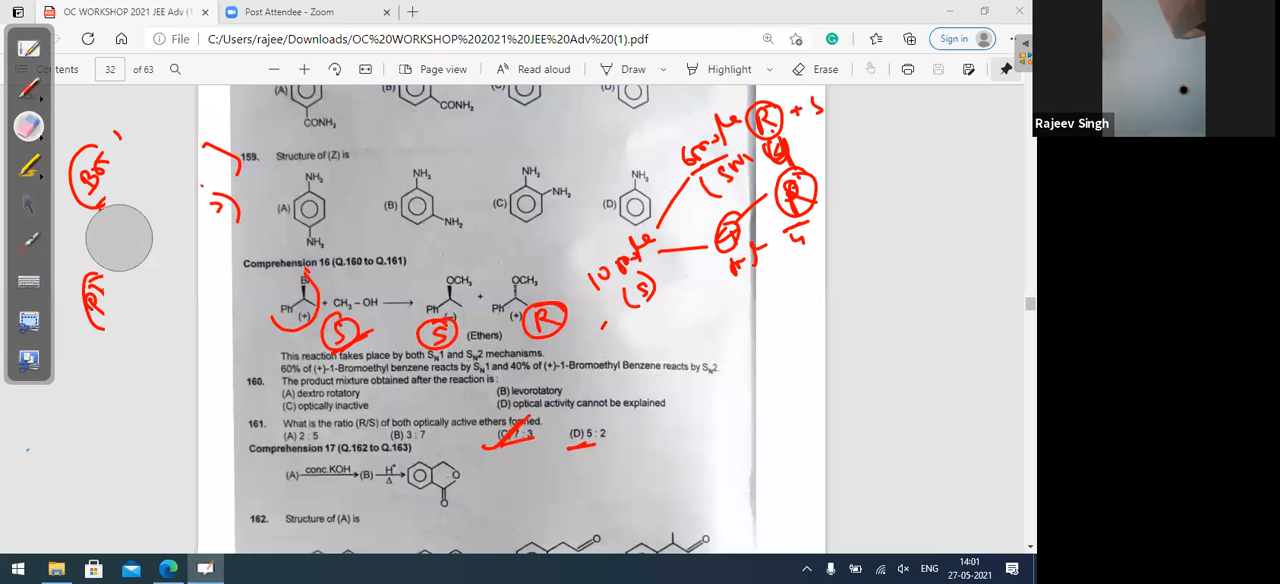 OC WORKSHOP 2021 JEE Adv (1
Post Attendee - Zoom
File
C:/Users/rajee/Downloads/OC%20WORKSHOP%202021%20JEE%20Adv%20(1).pdf
Sign in
Contents
32
of 63
Page view
Read aloud
Draw
Highlight
Erase
Rajeev Singh
(A)
(B)
CONH2
CONH2
159. Structure of (Z) is
NH2
NH2
NH2
NH2
NH2
(A)
(B)
(C)
(D)
NH2
NH2
R + S
(S)
Br
Ph
Comprehension 16 (Q.160 to Q.161)
Br
OCH3
OCH3
Ph
+ CH3 – OH
Ph
+
Ph
(+)
(–)
(+)
S
S
R
(Ethers)
This reaction takes place by both SN1 and SN2 mechanisms.
60% of (+)-1-Bromoethyl benzene reacts by SN1 and 40% of (+)-1-Bromoethyl Benzene reacts by SN2.
160. The product mixture obtained after the reaction is :
(A) dextro rotatory
(B) levorotatory
(C) optically inactive
(D) optical activity cannot be explained
161. What is the ratio (R/S) of both optically active ethers formed.
(A) 2 : 5
(B) 3 : 7
(C) 7 : 3
(D) 5 : 2
Comprehension 17 (Q.162 to Q.163)
(A) conc.KOH (B) H+ Δ
O
O
162. Structure of (A) is
O
O
ENG
14:01
27-05-2021